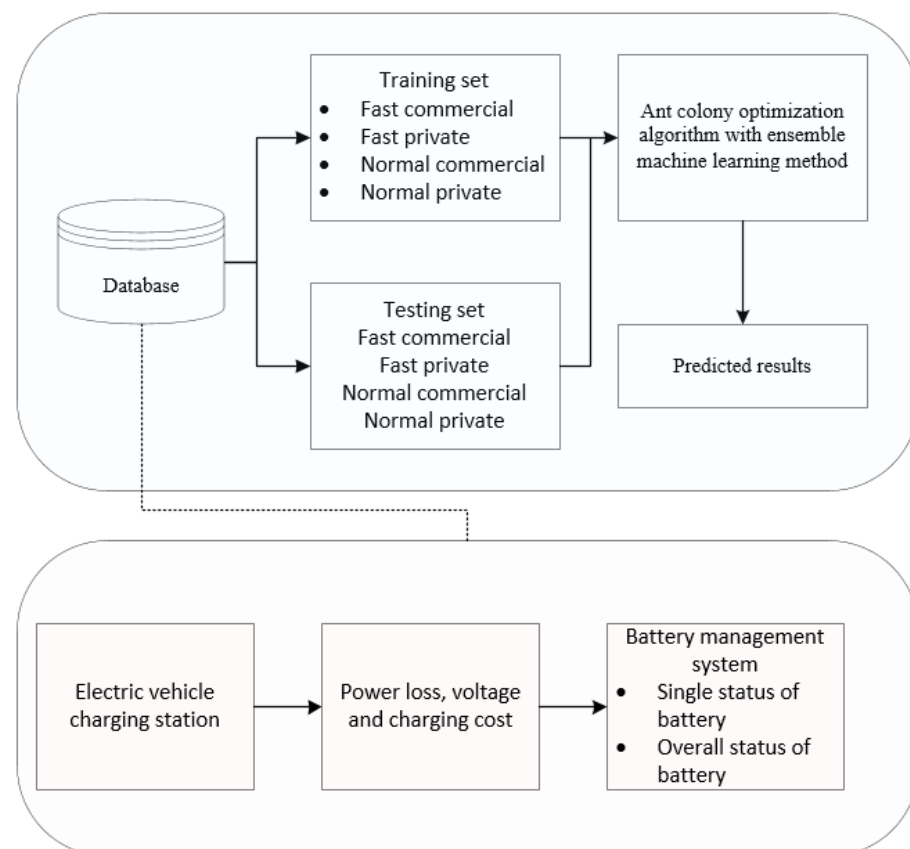 Training set
• Fast commercial
• Fast private
• Normal commercial
• Normal private
Ant colony optimization
algorithm with ensemble
machine learning method
Database
Testing set
Fast commercial
Fast private
Normal commercial
Normal private
Predicted results
Electric vehicle
charging station
Power loss, voltage
and charging cost
Battery management
system
• Single status of
battery
• Overall status of
battery